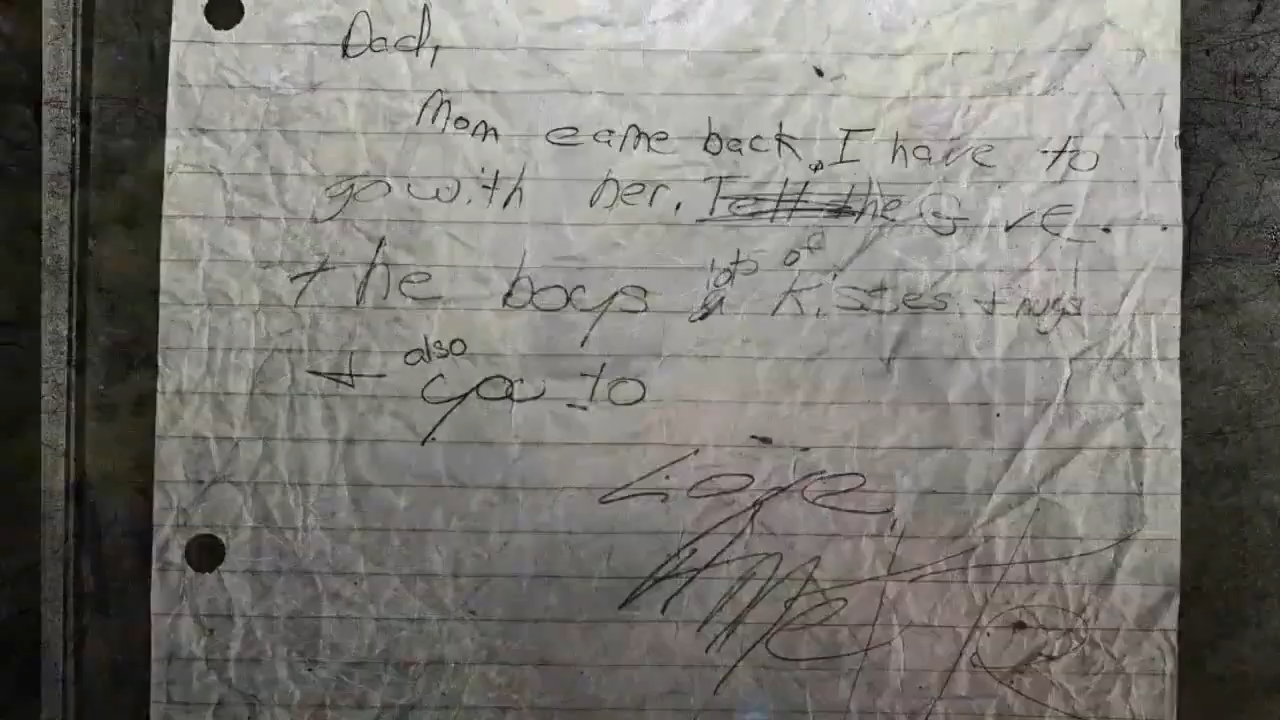 Dad,
Mom came back. I have to
go with her. Tell the Give
the boys lots of kisses + hugs
+ also you to
Love,
Annette